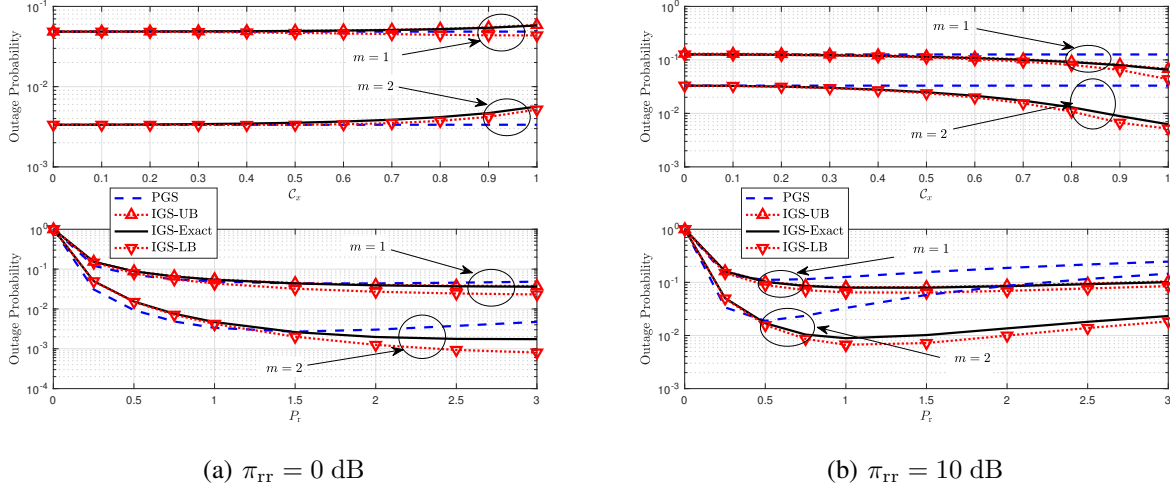 Outage Probability
10^-1
10^-2
10^-3
m = 1
m = 2
0 0.1 0.2 0.3 0.4 0.5 0.6 0.7 0.8 0.9 1
C_x
Outage Probability
10^0
10^-1
10^-2
10^-3
m = 1
m = 2
0 0.1 0.2 0.3 0.4 0.5 0.6 0.7 0.8 0.9 1
C_x
PGS
IGS-UB
IGS-Exact
IGS-LB
Outage Probability
10^0
10^-1
10^-2
10^-3
10^-4
m = 1
m = 2
0 0.5 1 1.5 2 2.5 3
P_r
PGS
IGS-UB
IGS-Exact
IGS-LB
Outage Probability
10^0
10^-1
10^-2
10^-3
m = 1
m = 2
0 0.5 1 1.5 2 2.5 3
P_r
(a) π_rr = 0 dB
(b) π_rr = 10 dB